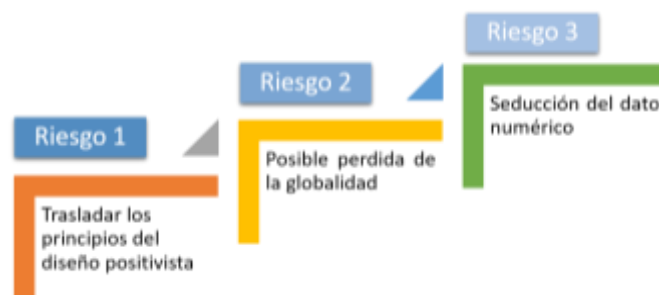 Riesgo 1
Trasladar los
principios del
diseño positivista
Riesgo 2
Posible perdida de
la globalidad
Riesgo 3
Seducción del dato
numérico